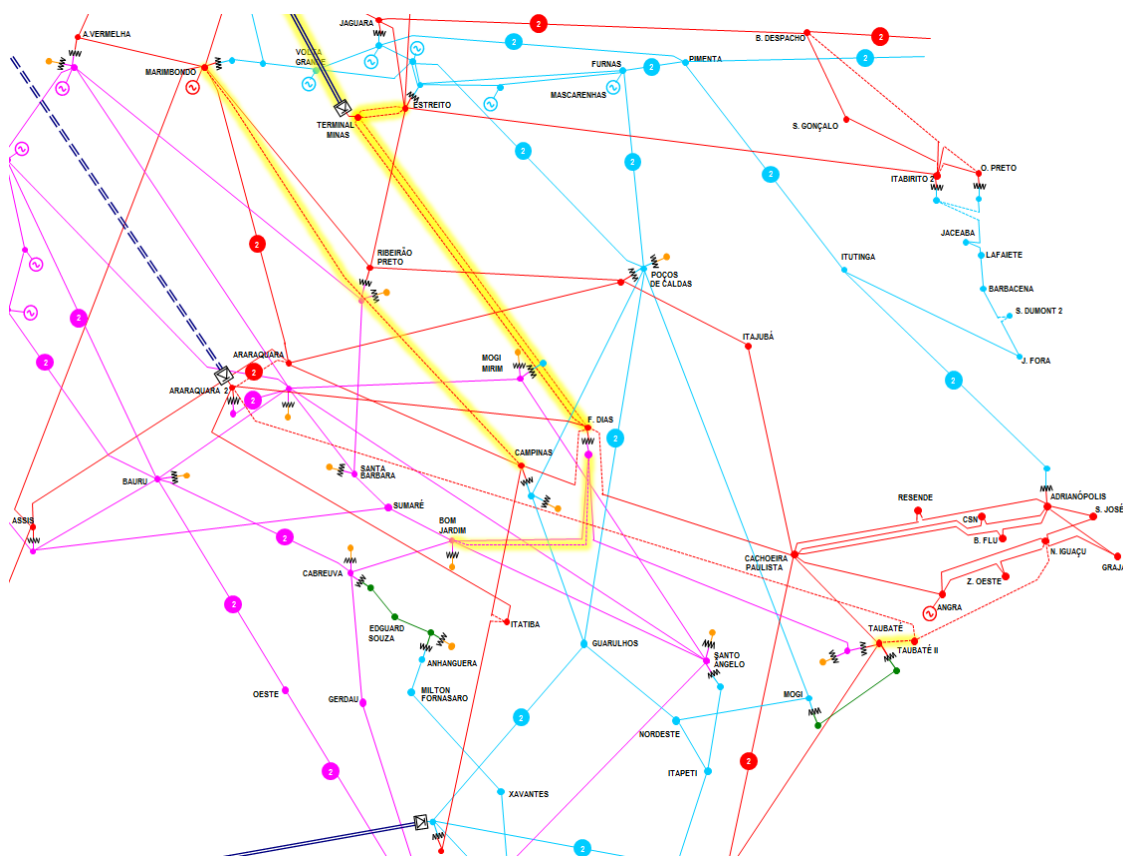 JAGUARA
A.VERMELHA
2
B. DESPACHO
2
2
VOLTA
GRANDE
MARIMBONDO
FURNAS
2
PIMENTA
2
MASCARENHAS
ESTREITO
TERMINAL
MINAS
S. GONÇALO
2
2
2
O. PRETO
ITABIRITO 2
2
JACEABA
RIBEIRÃO
PRETO
ITUTINGA
LAFAIETE
POÇOS
DE CALDAS
BARBACENA
S. DUMONT 2
2
ITAJUBÁ
ARARAQUARA
MOGI
MIRIM
J. FORA
2
2
2
ARARAQUARA 2
2
2
F. DIAS
2
CAMPINAS
SANTA
BARBARA
BAURU
SUMARÉ
RESENDE
ADRIANÓPOLIS
CSN
S. JOSÉ
ASSIS
BOM
JARDIM
2
B. FLU
N. IGUAÇU
CACHOEIRA
PAULISTA
GRAJA
CABREUVA
Z. OESTE
2
ANGRA
EDGUARD
SOUZA
ITATIBA
TAUBATÉ
GUARULHOS
TAUBATÉ II
SANTO
ANGELO
ANHANGUERA
OESTE
MILTON
FORNASARO
MOGI
GERDAU
2
NORDESTE
2
2
ITAPETI
XAVANTES
2